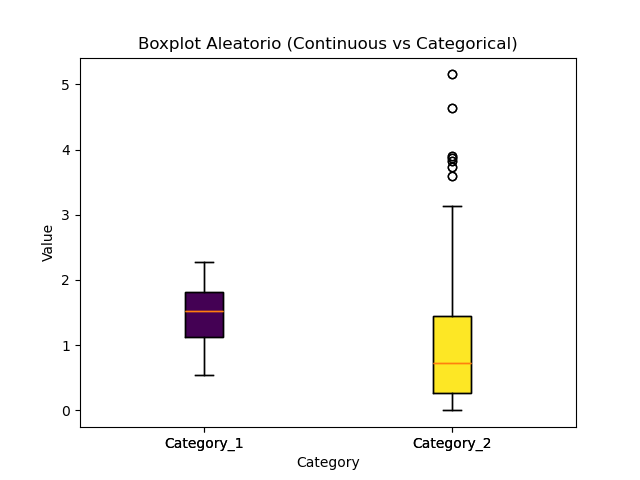 Boxplot Aleatorio (Continuous vs Categorical)
5
4
3
2
1
0
Value
Category_1
Category_2
Category